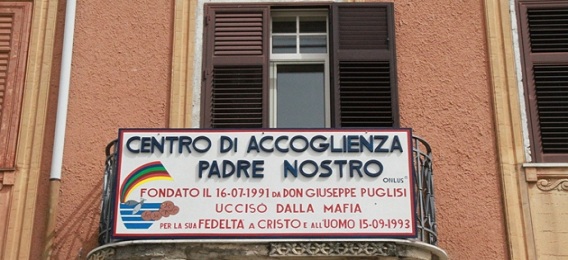 CENTRO DI ACCOGLIENZA
PADRE NOSTRO ONLUS
FONDATO IL 16-07-1991 DA DON GIUSEPPE PUGLISI
UCCISO DALLA MAFIA
PER LA SUA FEDELTA A CRISTO E ALL'UOMO 15-09-1993